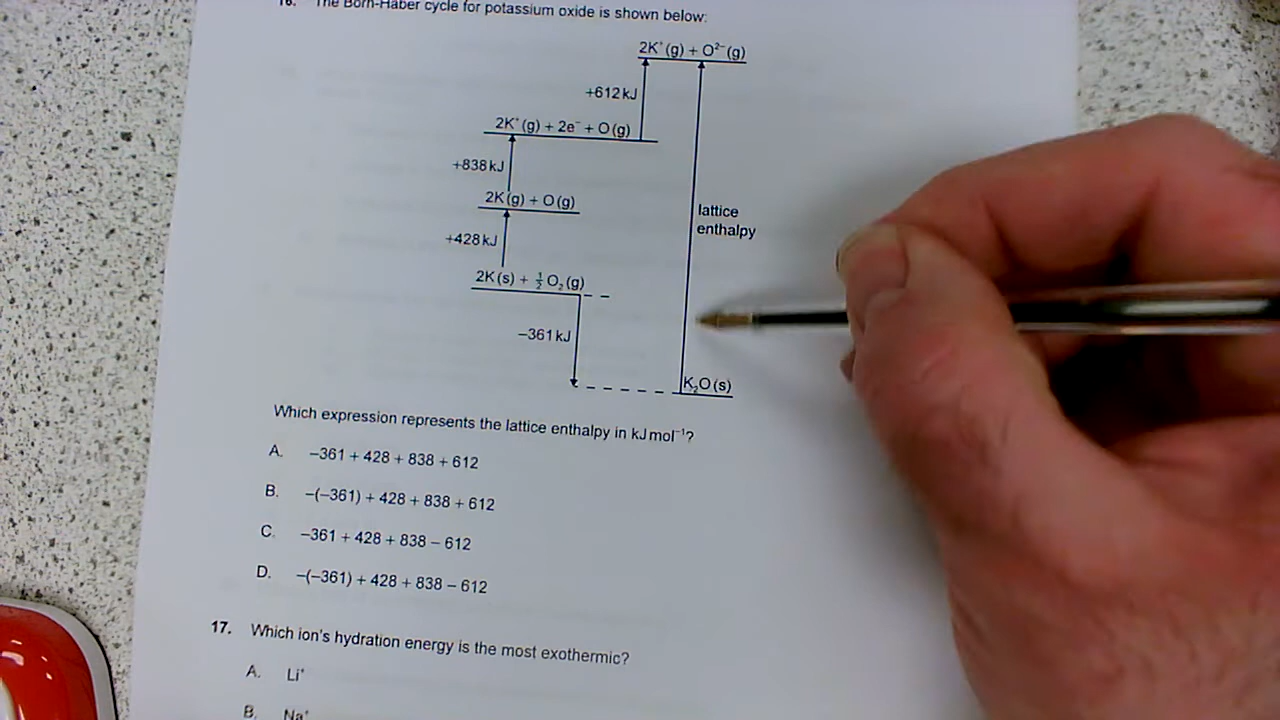 16. The Born-Haber cycle for potassium oxide is shown below:
2K⁺(g) + O²⁻(g)
+612 kJ
2K⁺(g) + 2e⁻ + O(g)
+838 kJ
2K(g) + O(g)
lattice
enthalpy
+428 kJ
2K(s) + ½O₂(g)
−361 kJ
K₂O(s)
Which expression represents the lattice enthalpy in kJ mol⁻¹?
A. −361 + 428 + 838 + 612
B. −(−361) + 428 + 838 + 612
C. −361 + 428 + 838 − 612
D. −(−361) + 428 + 838 − 612
17. Which ion's hydration energy is the most exothermic?
A. Li⁺
B. Na⁺